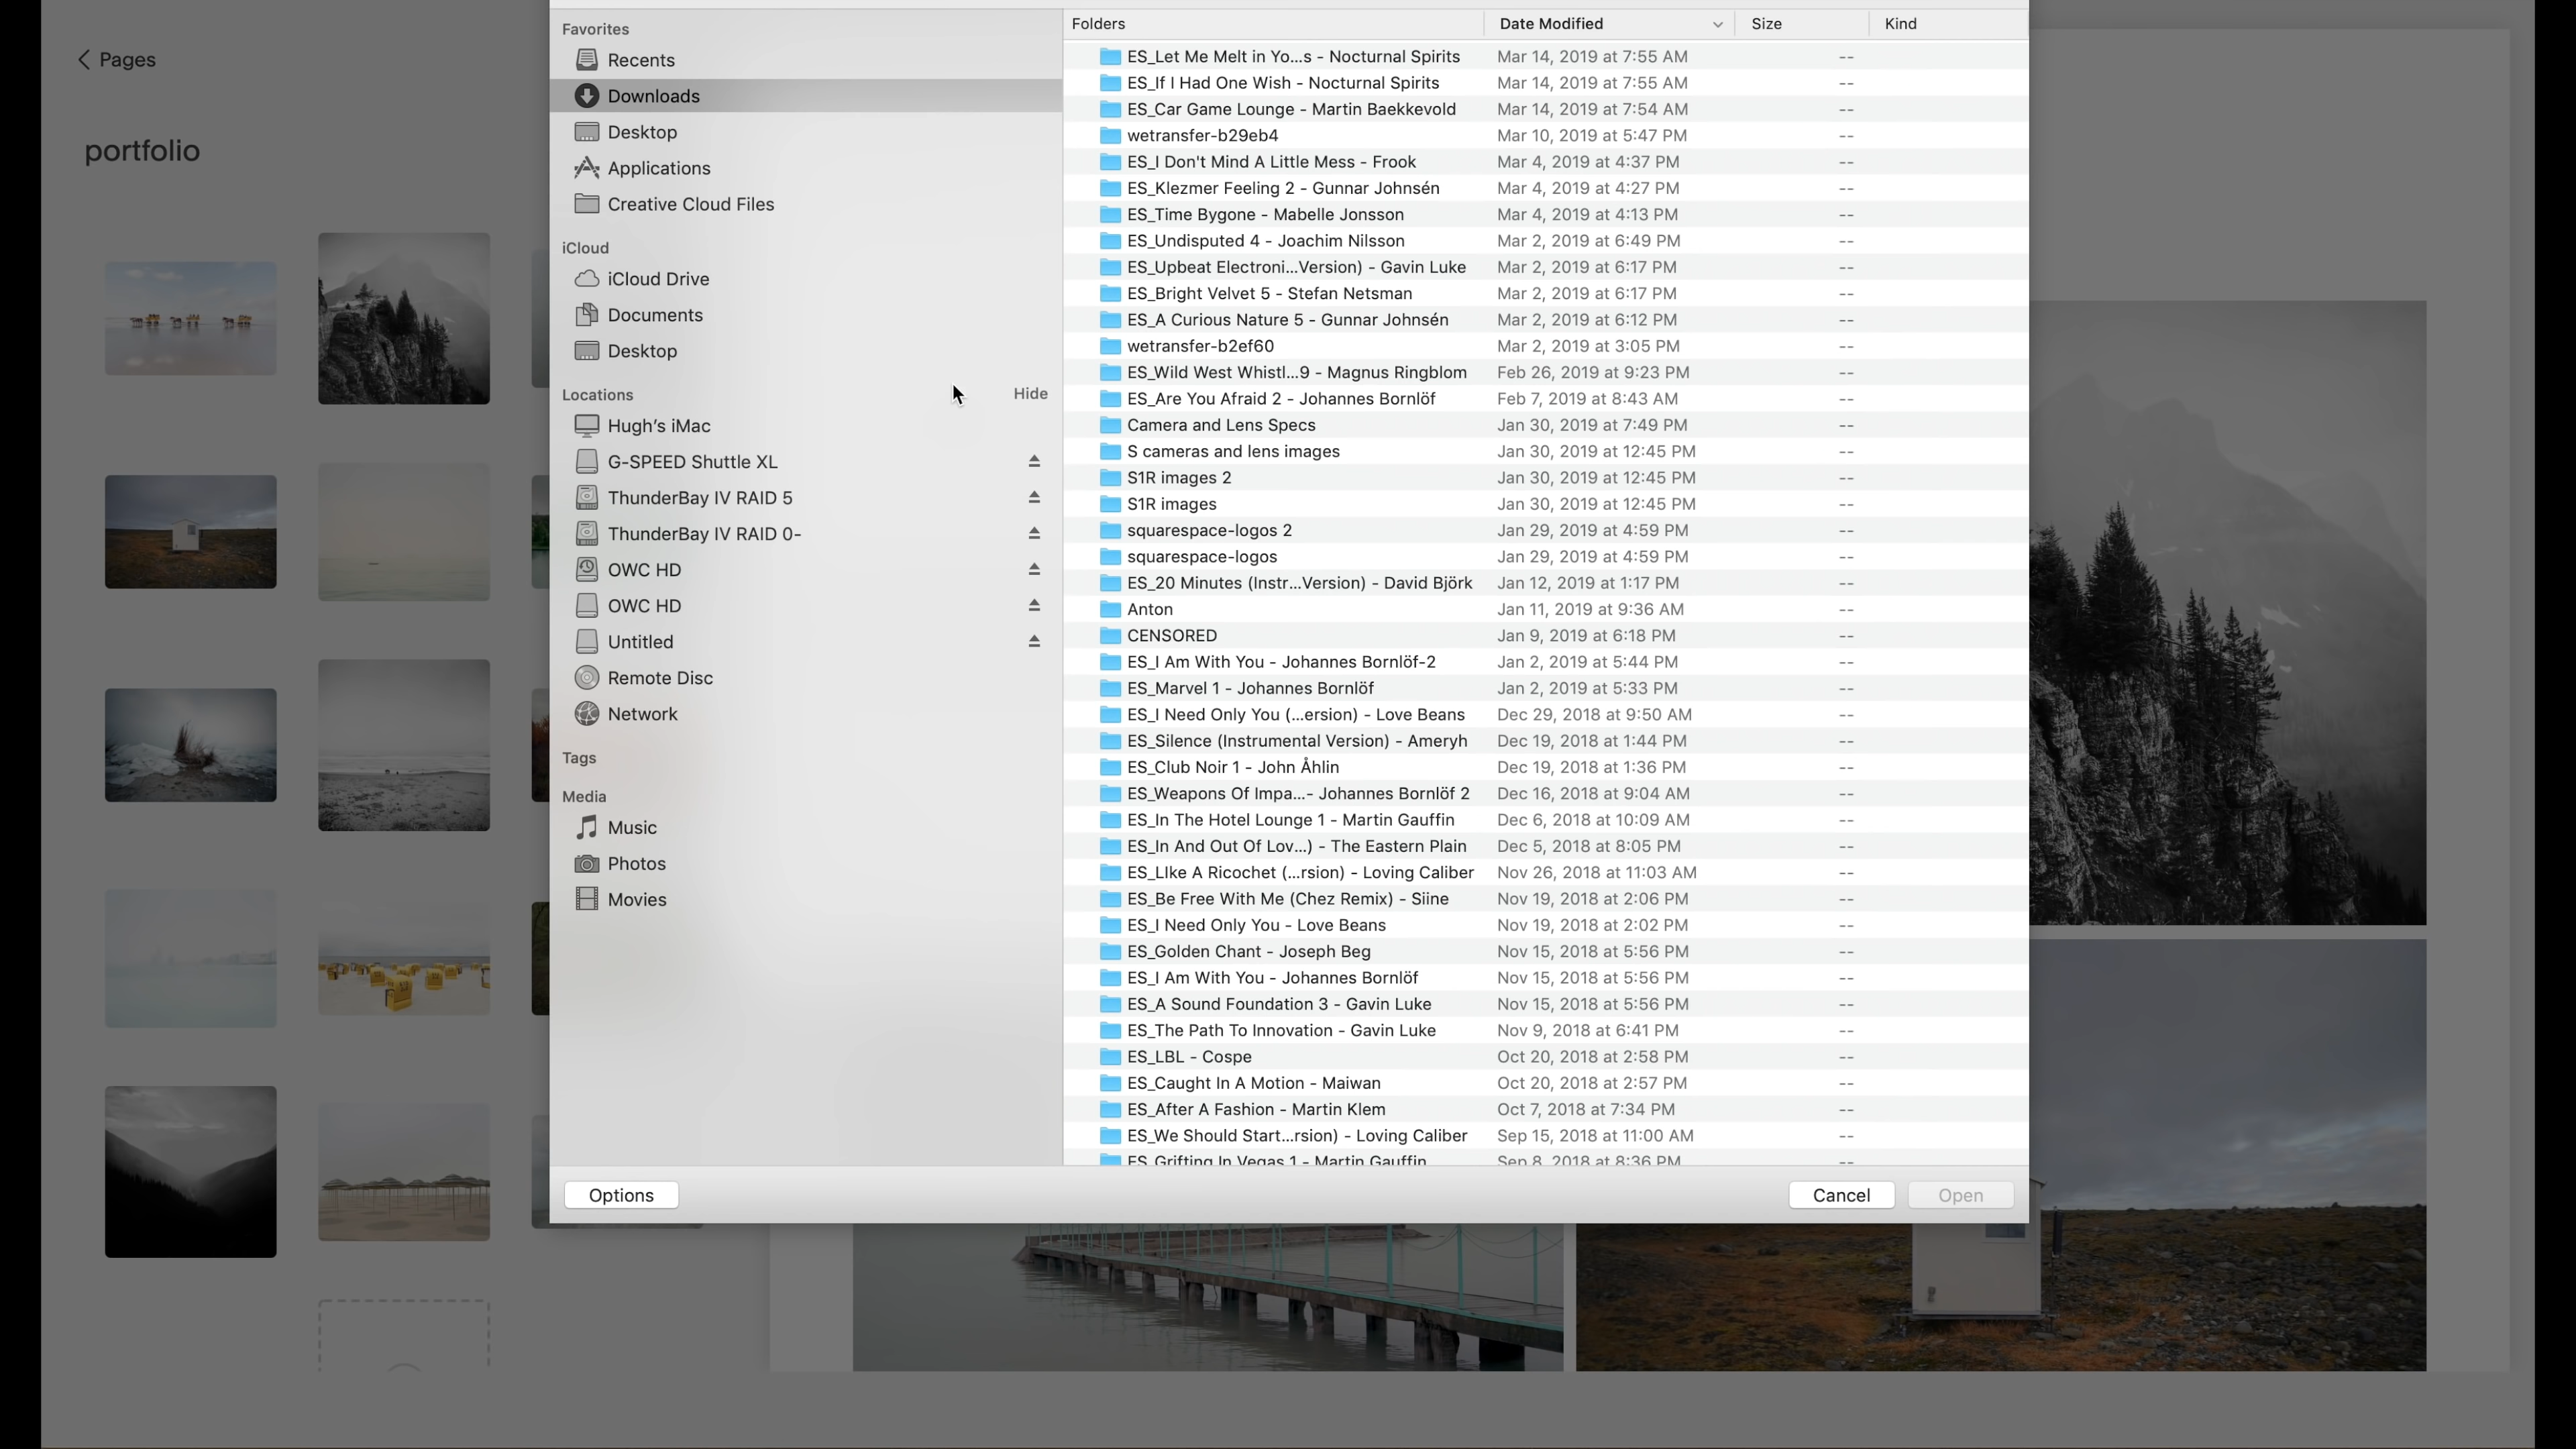 Pages
portfolio
Favorites
Recents
Downloads
Desktop
Applications
Creative Cloud Files
iCloud
iCloud Drive
Documents
Desktop
Locations Hide
Hugh's iMac
G-SPEED Shuttle XL
ThunderBay IV RAID 5
ThunderBay IV RAID 0-
OWC HD
OWC HD
Untitled
Remote Disc
Network
Tags
Media
Music
Photos
Movies
Folders Date Modified Size Kind
ES_Let Me Melt in Yo...s - Nocturnal Spirits Mar 14, 2019 at 7:55 AM --
ES_If I Had One Wish - Nocturnal Spirits Mar 14, 2019 at 7:55 AM --
ES_Car Game Lounge - Martin Baekkevold Mar 14, 2019 at 7:54 AM --
wetransfer-b29eb4 Mar 10, 2019 at 5:47 PM --
ES_I Don't Mind A Little Mess - Frook Mar 4, 2019 at 4:37 PM --
ES_Klezmer Feeling 2 - Gunnar Johnsén Mar 4, 2019 at 4:27 PM --
ES_Time Bygone - Mabelle Jonsson Mar 4, 2019 at 4:13 PM --
ES_Undisputed 4 - Joachim Nilsson Mar 2, 2019 at 6:49 PM --
ES_Upbeat Electroni...Version) - Gavin Luke Mar 2, 2019 at 6:17 PM --
ES_Bright Velvet 5 - Stefan Netsman Mar 2, 2019 at 6:17 PM --
ES_A Curious Nature 5 - Gunnar Johnsén Mar 2, 2019 at 6:12 PM --
wetransfer-b2ef60 Mar 2, 2019 at 3:05 PM --
ES_Wild West Whistl...9 - Magnus Ringblom Feb 26, 2019 at 9:23 PM --
ES_Are You Afraid 2 - Johannes Bornlöf Feb 7, 2019 at 8:43 AM --
Camera and Lens Specs Jan 30, 2019 at 7:49 PM --
S cameras and lens images Jan 30, 2019 at 12:45 PM --
S1R images 2 Jan 30, 2019 at 12:45 PM --
S1R images Jan 30, 2019 at 12:45 PM --
squarespace-logos 2 Jan 29, 2019 at 4:59 PM --
squarespace-logos Jan 29, 2019 at 4:59 PM --
ES_20 Minutes (Instr...Version) - David Björk Jan 12, 2019 at 1:17 PM --
Anton Jan 11, 2019 at 9:36 AM --
CENSORED Jan 9, 2019 at 6:18 PM --
ES_I Am With You - Johannes Bornlöf-2 Jan 2, 2019 at 5:44 PM --
ES_Marvel 1 - Johannes Bornlöf Jan 2, 2019 at 5:33 PM --
ES_I Need Only You (...ersion) - Love Beans Dec 29, 2018 at 9:50 AM --
ES_Silence (Instrumental Version) - Ameryh Dec 19, 2018 at 1:44 PM --
ES_Club Noir 1 - John Åhlin Dec 19, 2018 at 1:36 PM --
ES_Weapons Of Impa...- Johannes Bornlöf 2 Dec 16, 2018 at 9:04 AM --
ES_In The Hotel Lounge 1 - Martin Gauffin Dec 6, 2018 at 10:09 AM --
ES_In And Out Of Lov...) - The Eastern Plain Dec 5, 2018 at 8:05 PM --
ES_LIke A Ricochet (...rsion) - Loving Caliber Nov 26, 2018 at 11:03 AM --
ES_Be Free With Me (Chez Remix) - Siine Nov 19, 2018 at 2:06 PM --
ES_I Need Only You - Love Beans Nov 19, 2018 at 2:02 PM --
ES_Golden Chant - Joseph Beg Nov 15, 2018 at 5:56 PM --
ES_I Am With You - Johannes Bornlöf Nov 15, 2018 at 5:56 PM --
ES_A Sound Foundation 3 - Gavin Luke Nov 15, 2018 at 5:56 PM --
ES_The Path To Innovation - Gavin Luke Nov 9, 2018 at 6:41 PM --
ES_LBL - Cospe Oct 20, 2018 at 2:58 PM --
ES_Caught In A Motion - Maiwan Oct 20, 2018 at 2:57 PM --
ES_After A Fashion - Martin Klem Oct 7, 2018 at 7:34 PM --
ES_We Should Start...rsion) - Loving Caliber Sep 15, 2018 at 11:00 AM --
ES_Grifting In Vegas 1 - Martin Gauffin Sep 8, 2018 at 8:36 PM --
Options Cancel Open